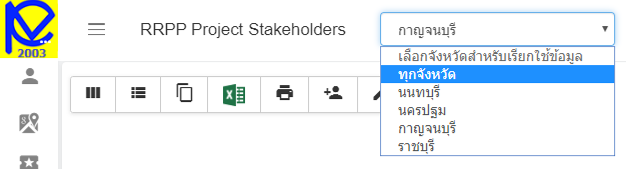 RRPP Project Stakeholders
กาญจนบุรี
เลือกจังหวัดสำหรับเรียกใช้ข้อมูล
ทุกจังหวัด
นนทบุรี
นครปฐม
กาญจนบุรี
ราชบุรี
2003